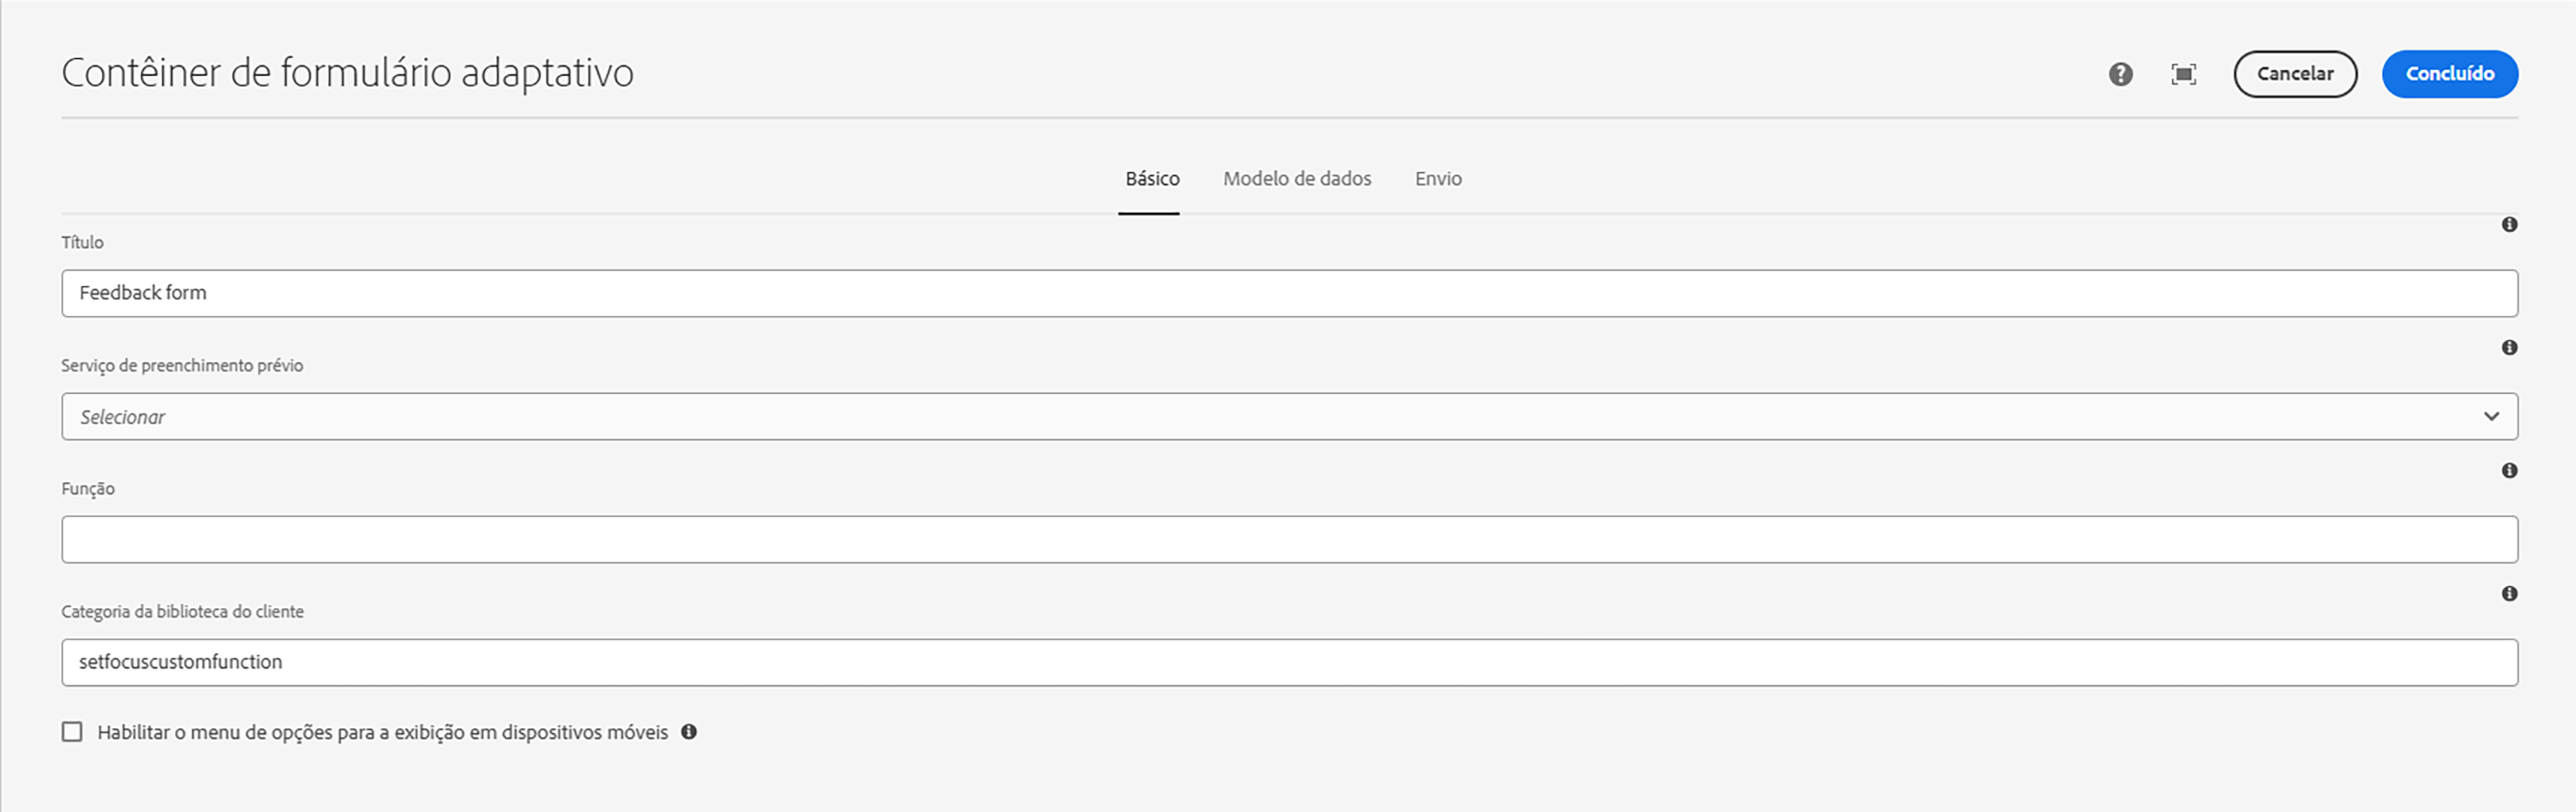 Contêiner de formulário adaptativo
Cancelar
Concluído
Básico
Modelo de dados
Envio
Título
Feedback form
Serviço de preenchimento prévio
Selecionar
Função
Categoria da biblioteca do cliente
setfocuscustomfunction
Habilitar o menu de opções para a exibição em dispositivos móveis